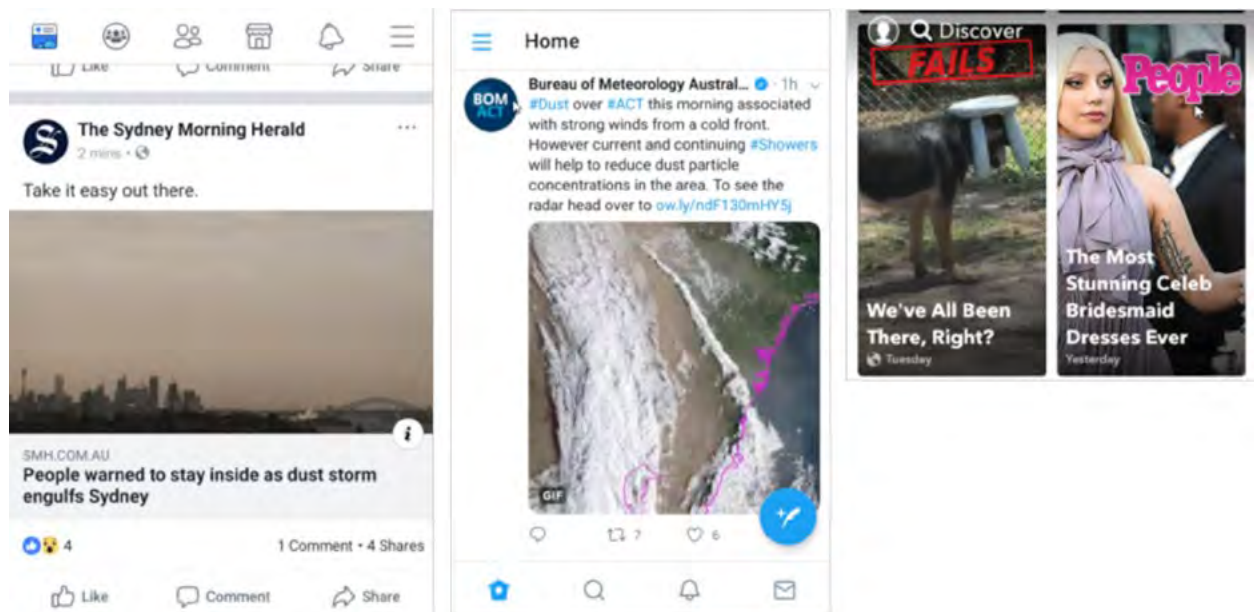 Like Comment Share
The Sydney Morning Herald
2 mins •
Take it easy out there.
i
SMH.COM.AU
People warned to stay inside as dust storm
engulfs Sydney
4
1 Comment • 4 Shares
Like Comment Share
Home
BOM
ACT
Bureau of Meteorology Austral... · 1h
#Dust over #ACT this morning associated
with strong winds from a cold front.
However current and continuing #Showers
will help to reduce dust particle
concentrations in the area. To see the
radar head over to ow.ly/ndF130mHY5j
GIF
7
6
Discover
FAILS
We've All Been
There, Right?
Tuesday
People
The Most
Stunning Celeb
Bridesmaid
Dresses Ever
Yesterday